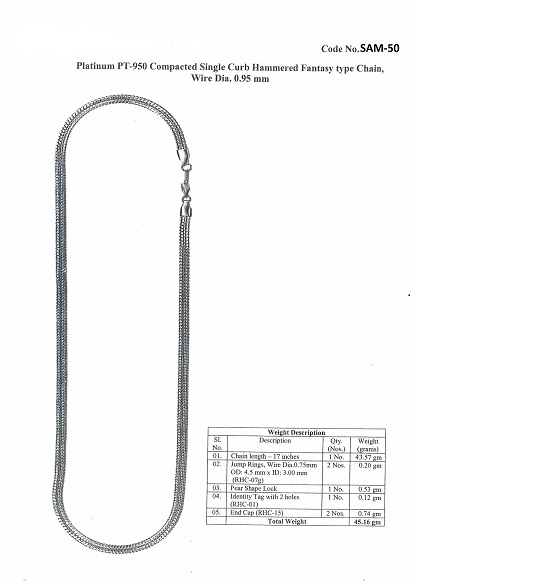 Code No.SAM-50
Platinum PT-950 Compacted Single Curb Hammered Fantasy type Chain,
Wire Dia. 0.95 mm
Weight Description
Sl. No. Description Qty. (Nos.) Weight (grams)
01. Chain length – 17 inches 1 No. 43.57 gm
02. Jump Rings, Wire Dia.0.75mm 2 Nos. 0.20 gm
OD: 4.5 mm x ID: 3.00 mm
(RHC-07g)
03. Pear Shape Lock 1 No. 0.53 gm
04. Identity Tag with 2 holes 1 No. 0.12 gm
(RHC-01)
05. End Cap (RHC-15) 2 Nos. 0.74 gm
Total Weight 45.16 gm